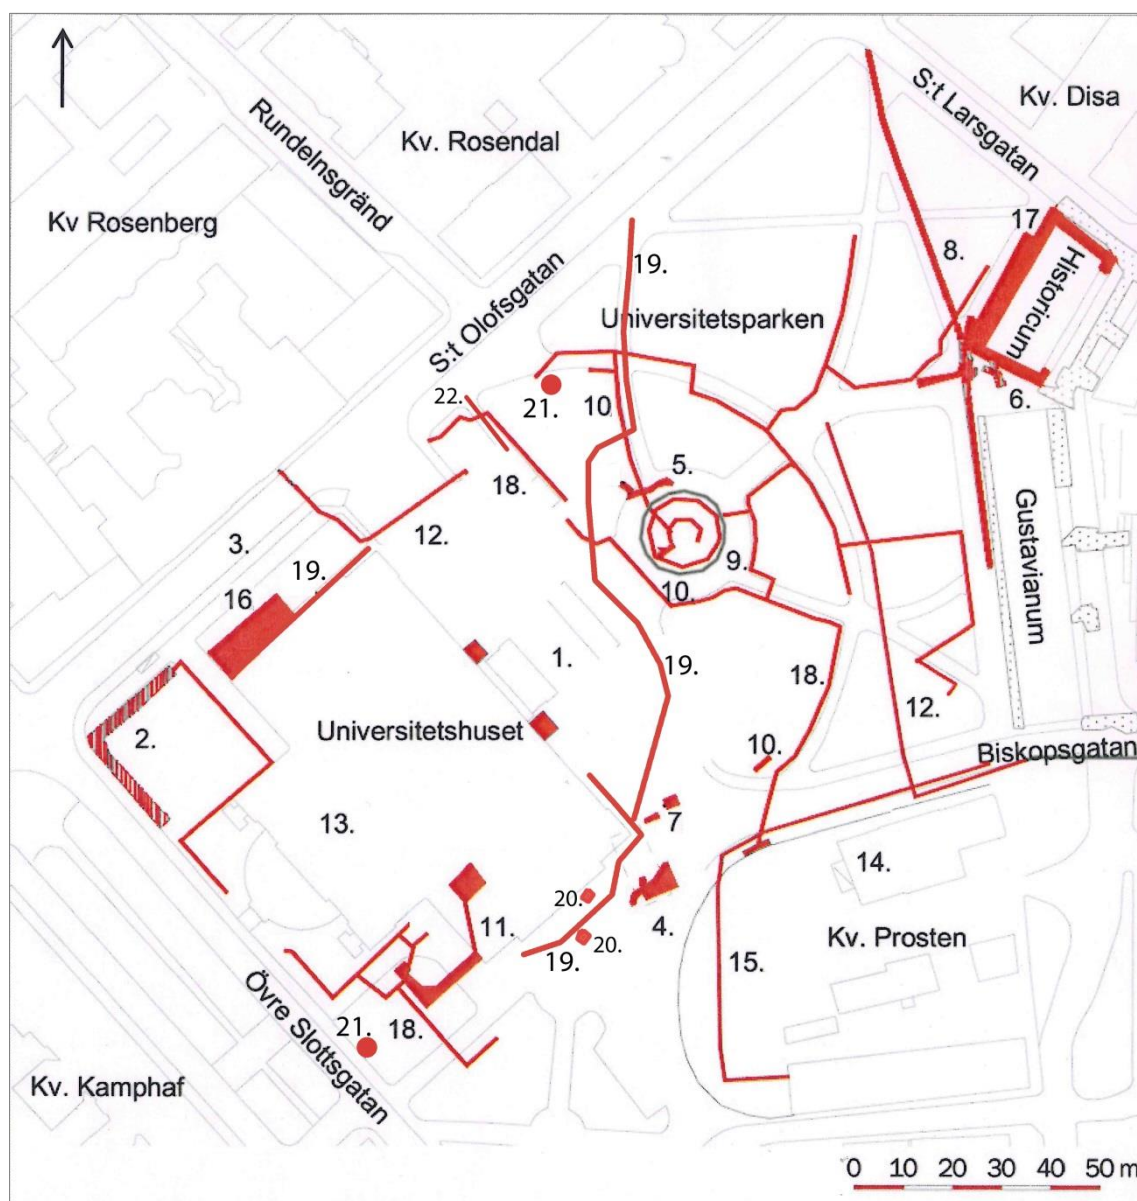 Kv. Disa
S:t Larsgatan
Rundelnsgränd
Kv. Rosendal
Kv Rosenberg
17
8.
Historicum
19.
S:t Olofsgatan
Universitetsparken
6.
22.
21.
10
5.
18.
Gustavianum
3.
12.
19.
9.
16
10.
1.
19.
18.
12.
2.
Universitetshuset
10.
Biskopsgatan
13.
7
14.
20.
11.
4.
Kv. Prosten
20.
19.
15.
Övre Slottsgatan
21.
18.
Kv. Kamphaf
0 10 20 30 40 50 m